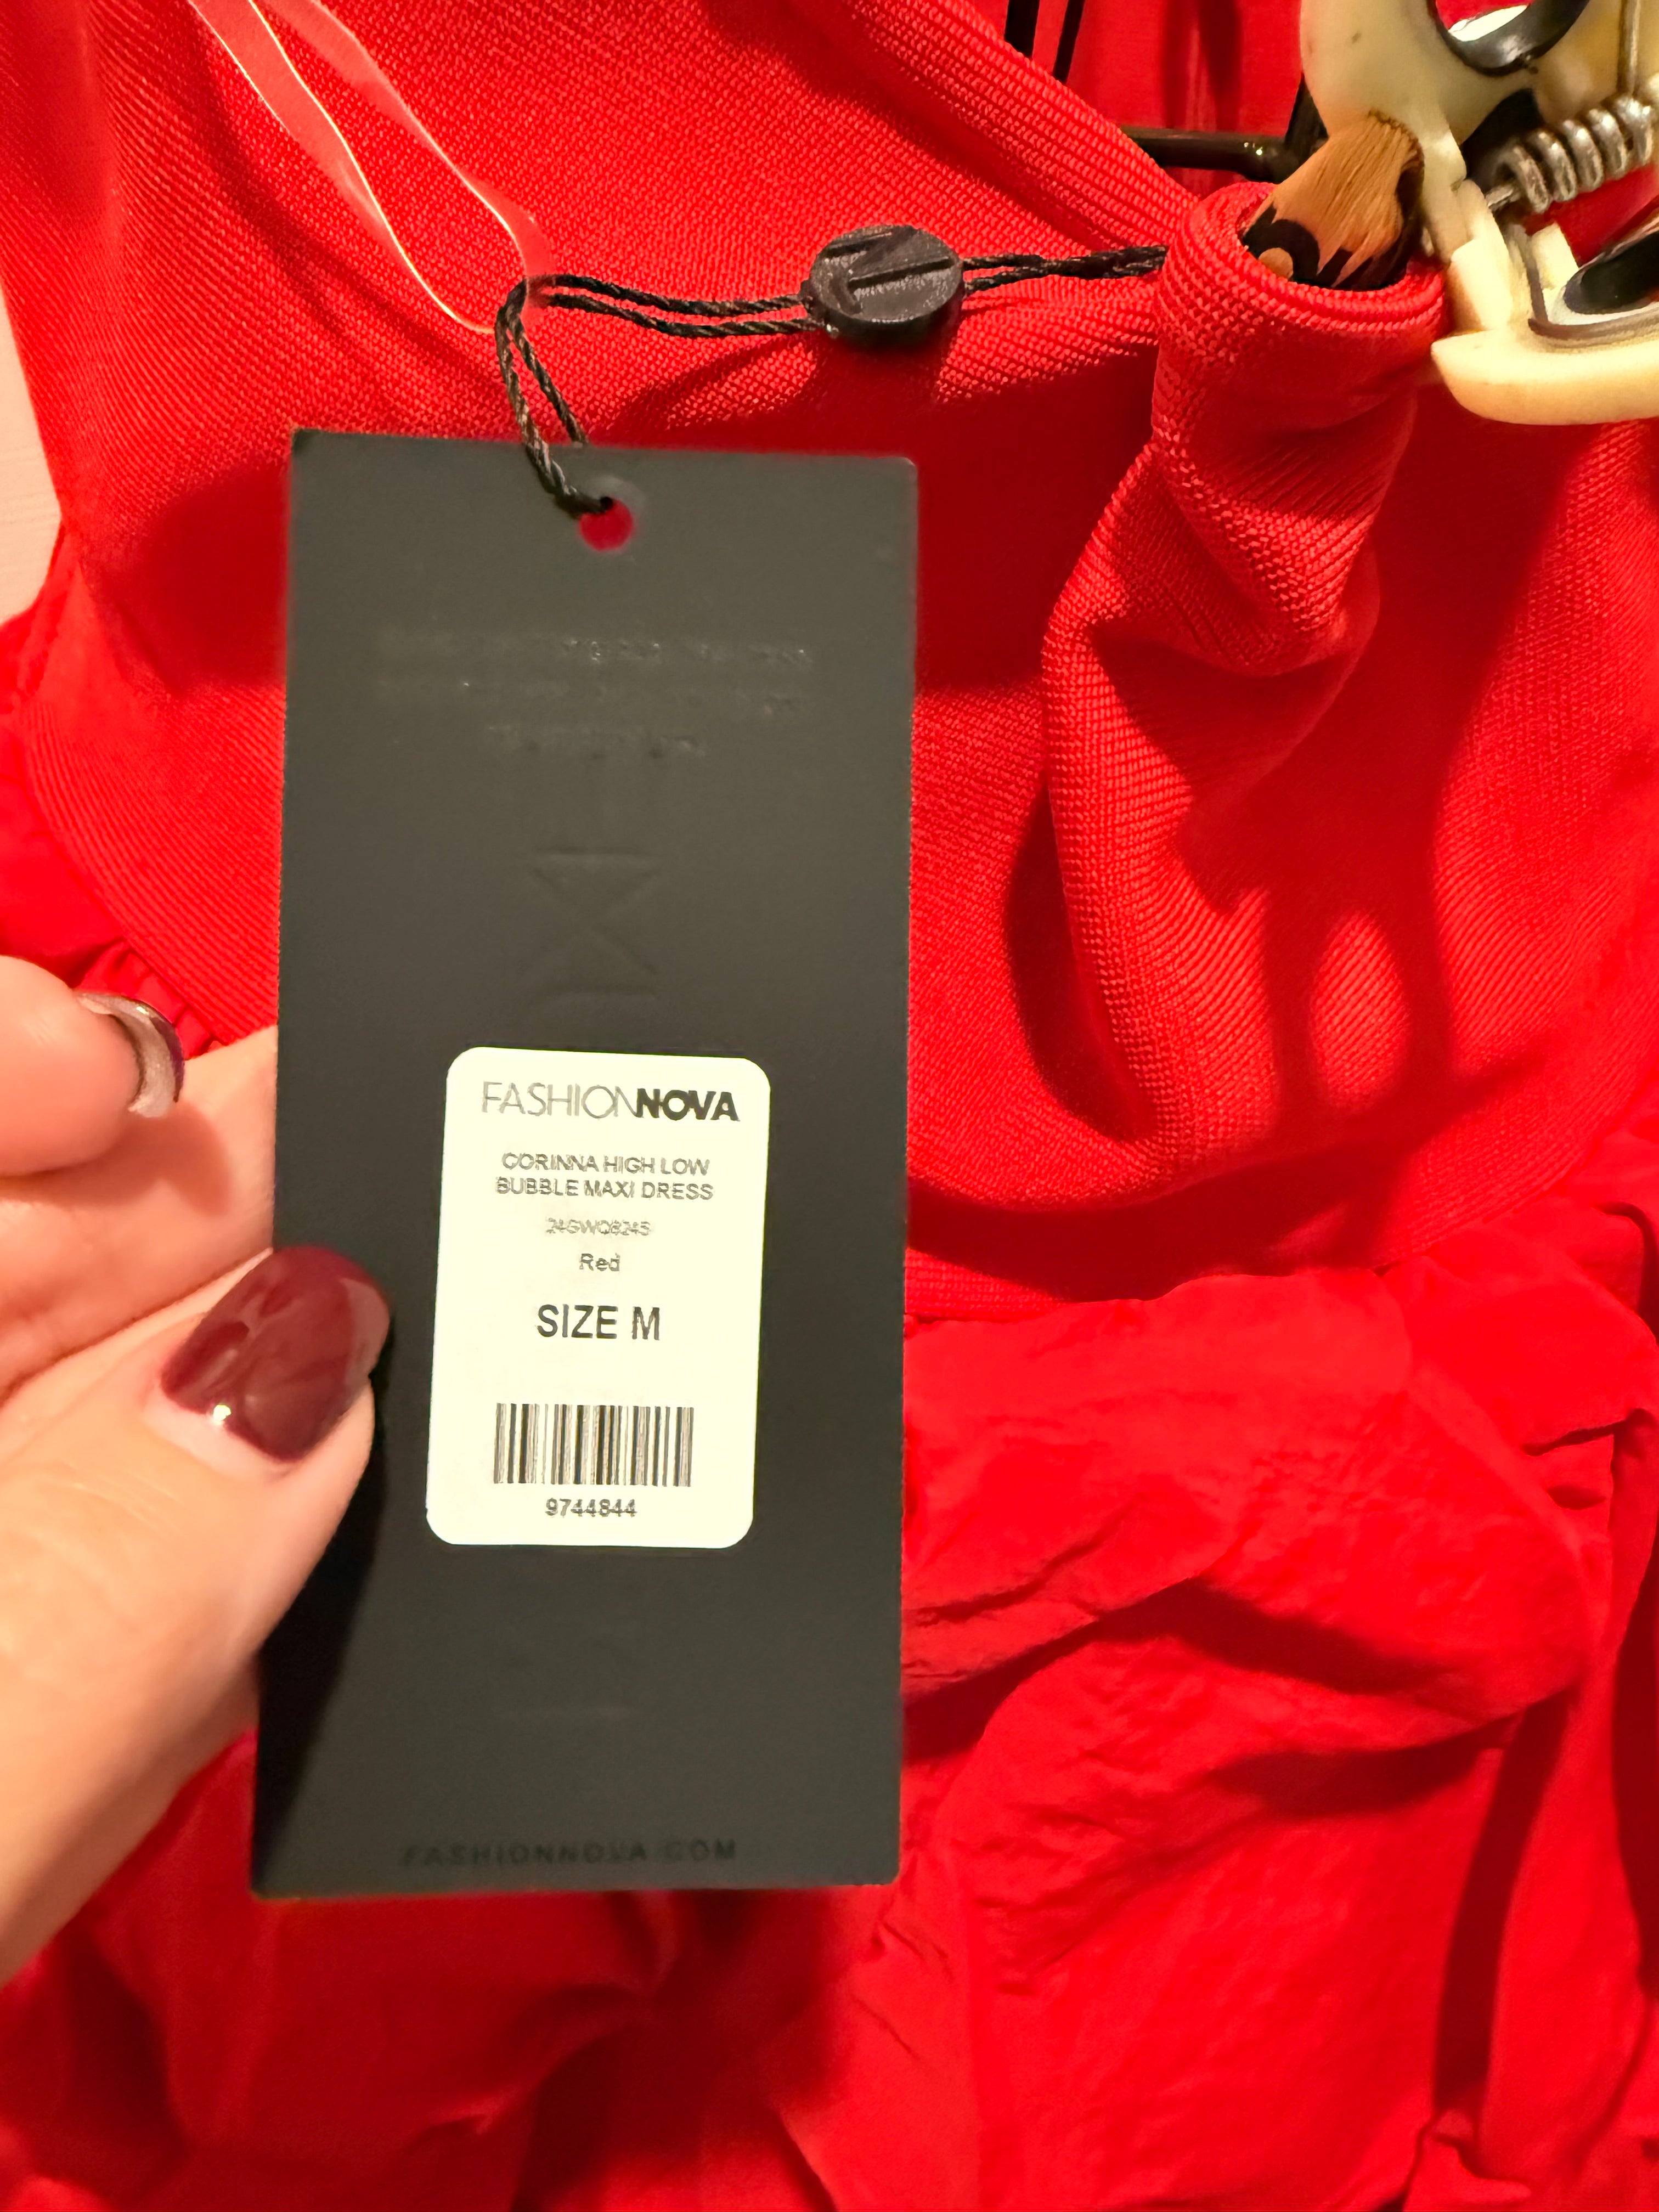 FASHIONNOVA
CORINNA HIGH LOW
BUBBLE MAXI DRESS
24GWQ8245
Red
SIZE M
9744844
FASHIONNOVA.COM